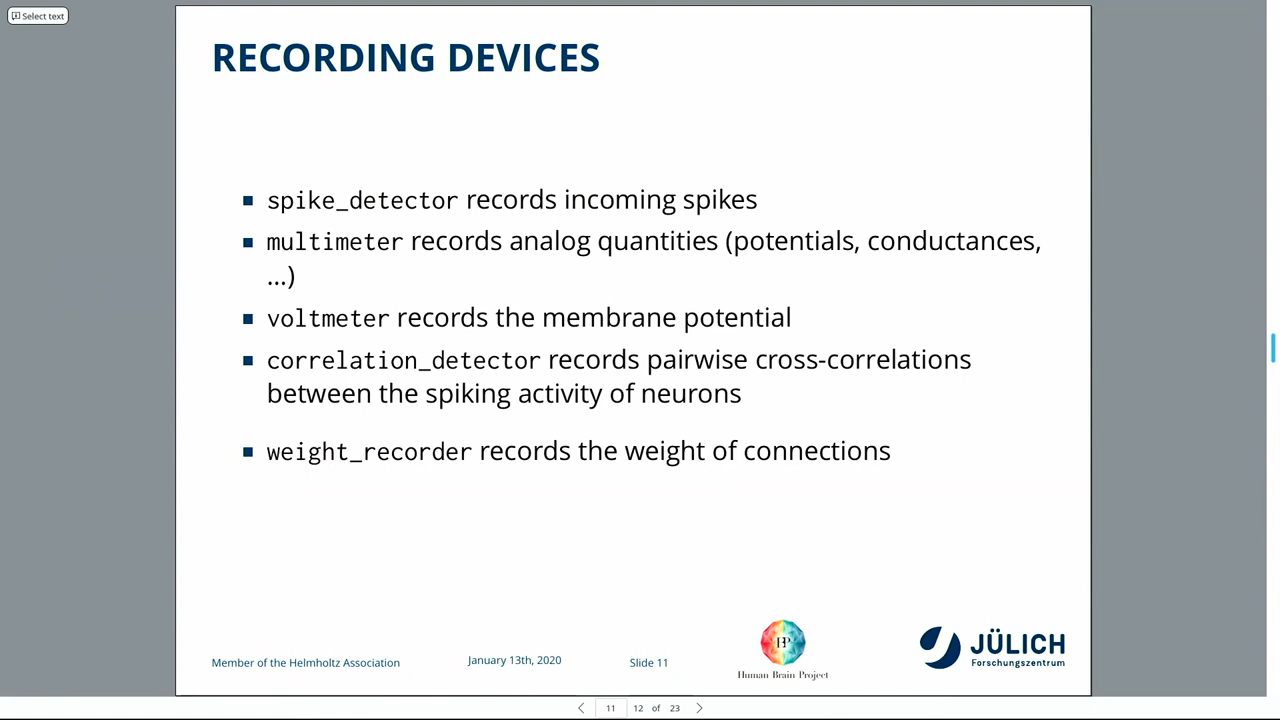 Select text
RECORDING DEVICES
spike_detector records incoming spikes
multimeter records analog quantities (potentials, conductances,
...)
voltmeter records the membrane potential
correlation_detector records pairwise cross-correlations
between the spiking activity of neurons
weight_recorder records the weight of connections
Member of the Helmholtz Association
January 13th, 2020
Slide 11
HP
Human Brain Project
JÜLICH
Forschungszentrum
11 12 of 23